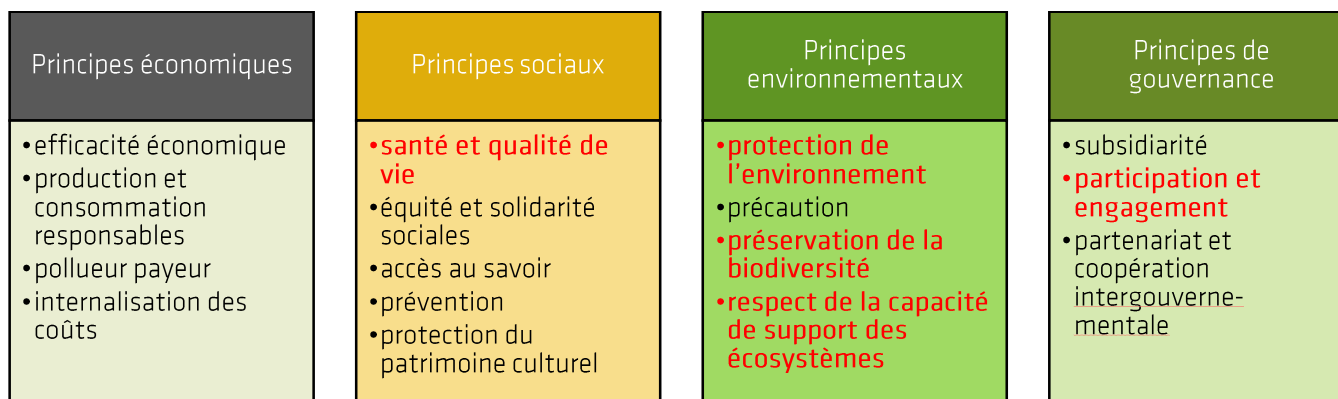 Principes économiques
•efficacité économique
•production et
consommation
responsables
•pollueur payeur
•internalisation des
coûts
Principes sociaux
•santé et qualité de
vie
•équité et solidarité
sociales
•accès au savoir
•prévention
•protection du
patrimoine culturel
Principes
environnementaux
•protection de
l’environnement
•précaution
•préservation de la
biodiversité
•respect de la capacité
de support des
écosystèmes
Principes de
gouvernance
•subsidiarité
•participation et
engagement
•partenariat et
coopération
intergouverne-
mentale